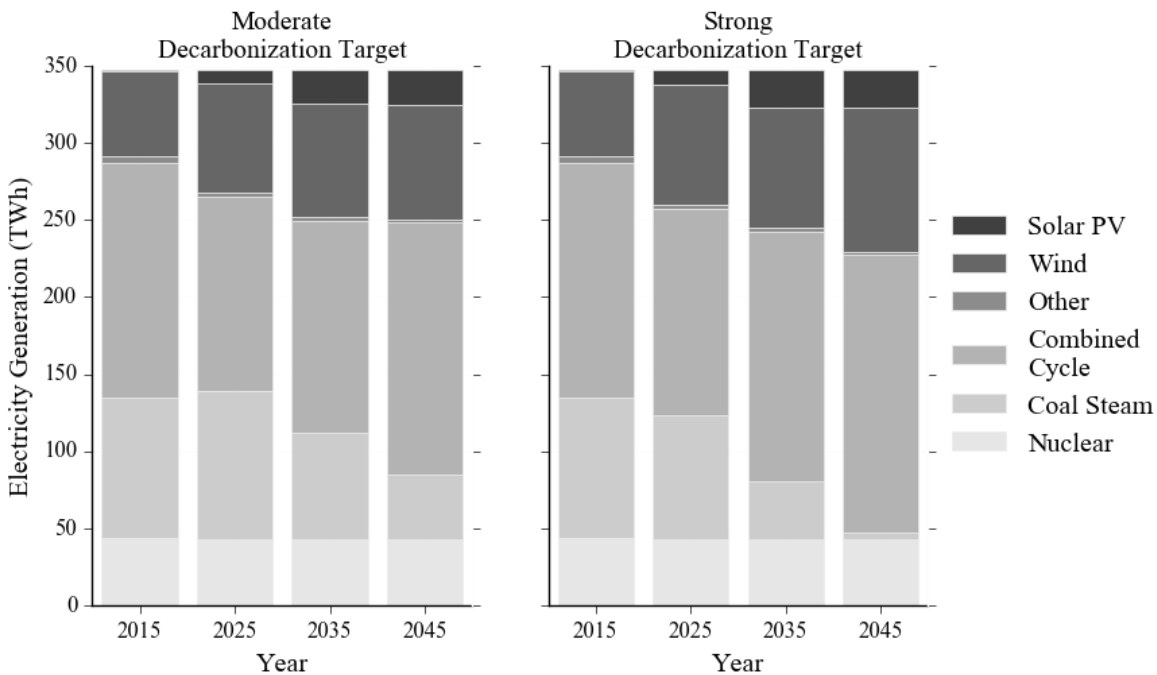 Moderate
Decarbonization Target
Strong
Decarbonization Target
Electricity Generation (TWh)
350
300
250
200
150
100
50
0
2015 2025 2035 2045
Year
2015 2025 2035 2045
Year
Solar PV
Wind
Other
Combined
Cycle
Coal Steam
Nuclear